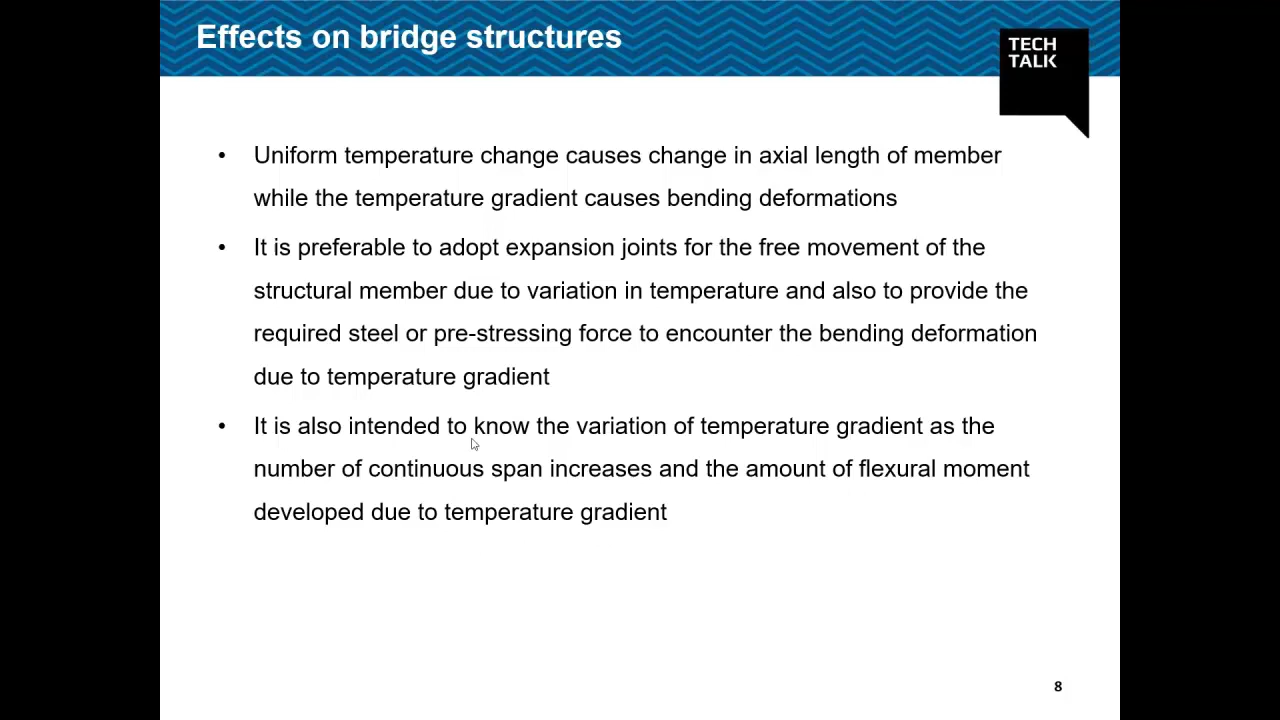 Effects on bridge structures
TECH
TALK
• Uniform temperature change causes change in axial length of member
while the temperature gradient causes bending deformations
• It is preferable to adopt expansion joints for the free movement of the
structural member due to variation in temperature and also to provide the
required steel or pre-stressing force to encounter the bending deformation
due to temperature gradient
• It is also intended to know the variation of temperature gradient as the
number of continuous span increases and the amount of flexural moment
developed due to temperature gradient
8